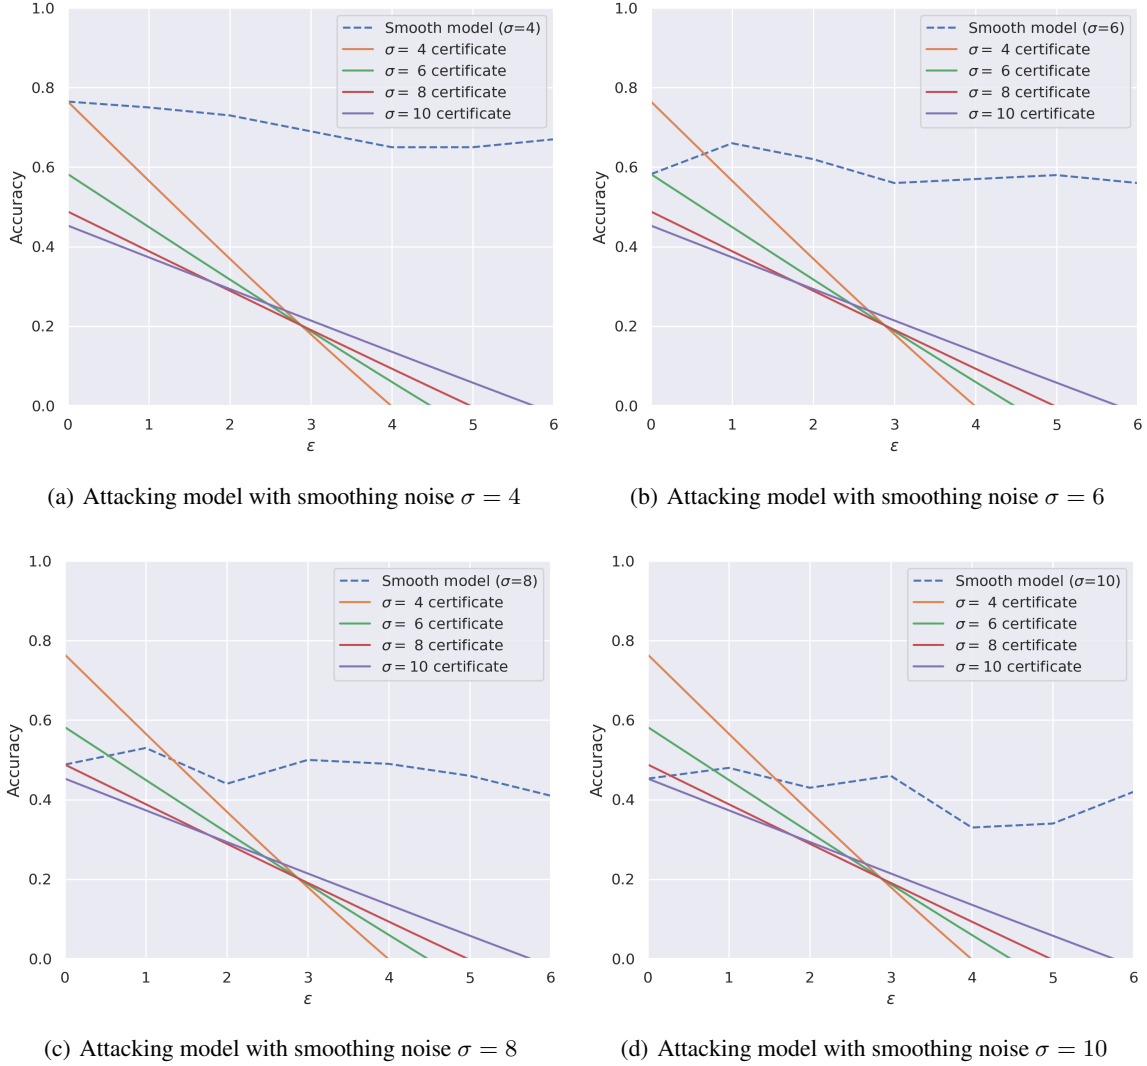 1.0
0.8
0.6
0.4
0.2
0.0
Accuracy
0 1 2 3 4 5 6
ε
Smooth model (σ=4)
σ = 4 certificate
σ = 6 certificate
σ = 8 certificate
σ = 10 certificate
(a) Attacking model with smoothing noise σ = 4
1.0
0.8
0.6
0.4
0.2
0.0
Accuracy
0 1 2 3 4 5 6
ε
Smooth model (σ=6)
σ = 4 certificate
σ = 6 certificate
σ = 8 certificate
σ = 10 certificate
(b) Attacking model with smoothing noise σ = 6
1.0
0.8
0.6
0.4
0.2
0.0
Accuracy
0 1 2 3 4 5 6
ε
Smooth model (σ=8)
σ = 4 certificate
σ = 6 certificate
σ = 8 certificate
σ = 10 certificate
(c) Attacking model with smoothing noise σ = 8
1.0
0.8
0.6
0.4
0.2
0.0
Accuracy
0 1 2 3 4 5 6
ε
Smooth model (σ=10)
σ = 4 certificate
σ = 6 certificate
σ = 8 certificate
σ = 10 certificate
(d) Attacking model with smoothing noise σ = 10